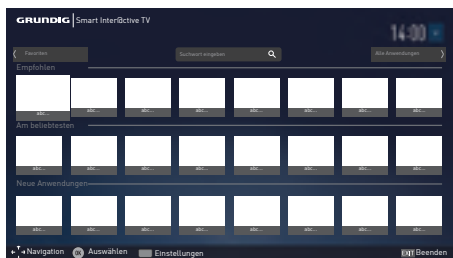 GRUNDIG Smart Inter@ctive TV
14:00
Favoriten Suchwort eingeben Alle Anwendungen
Empfohlen
abc... abc... abc... abc... abc... abc... abc... abc...
Am beliebtesten
abc... abc... abc... abc... abc... abc... abc... abc...
Neue Anwendungen
abc... abc... abc... abc... abc... abc... abc... abc...
Navigation OK Auswählen Einstellungen EXIT Beenden